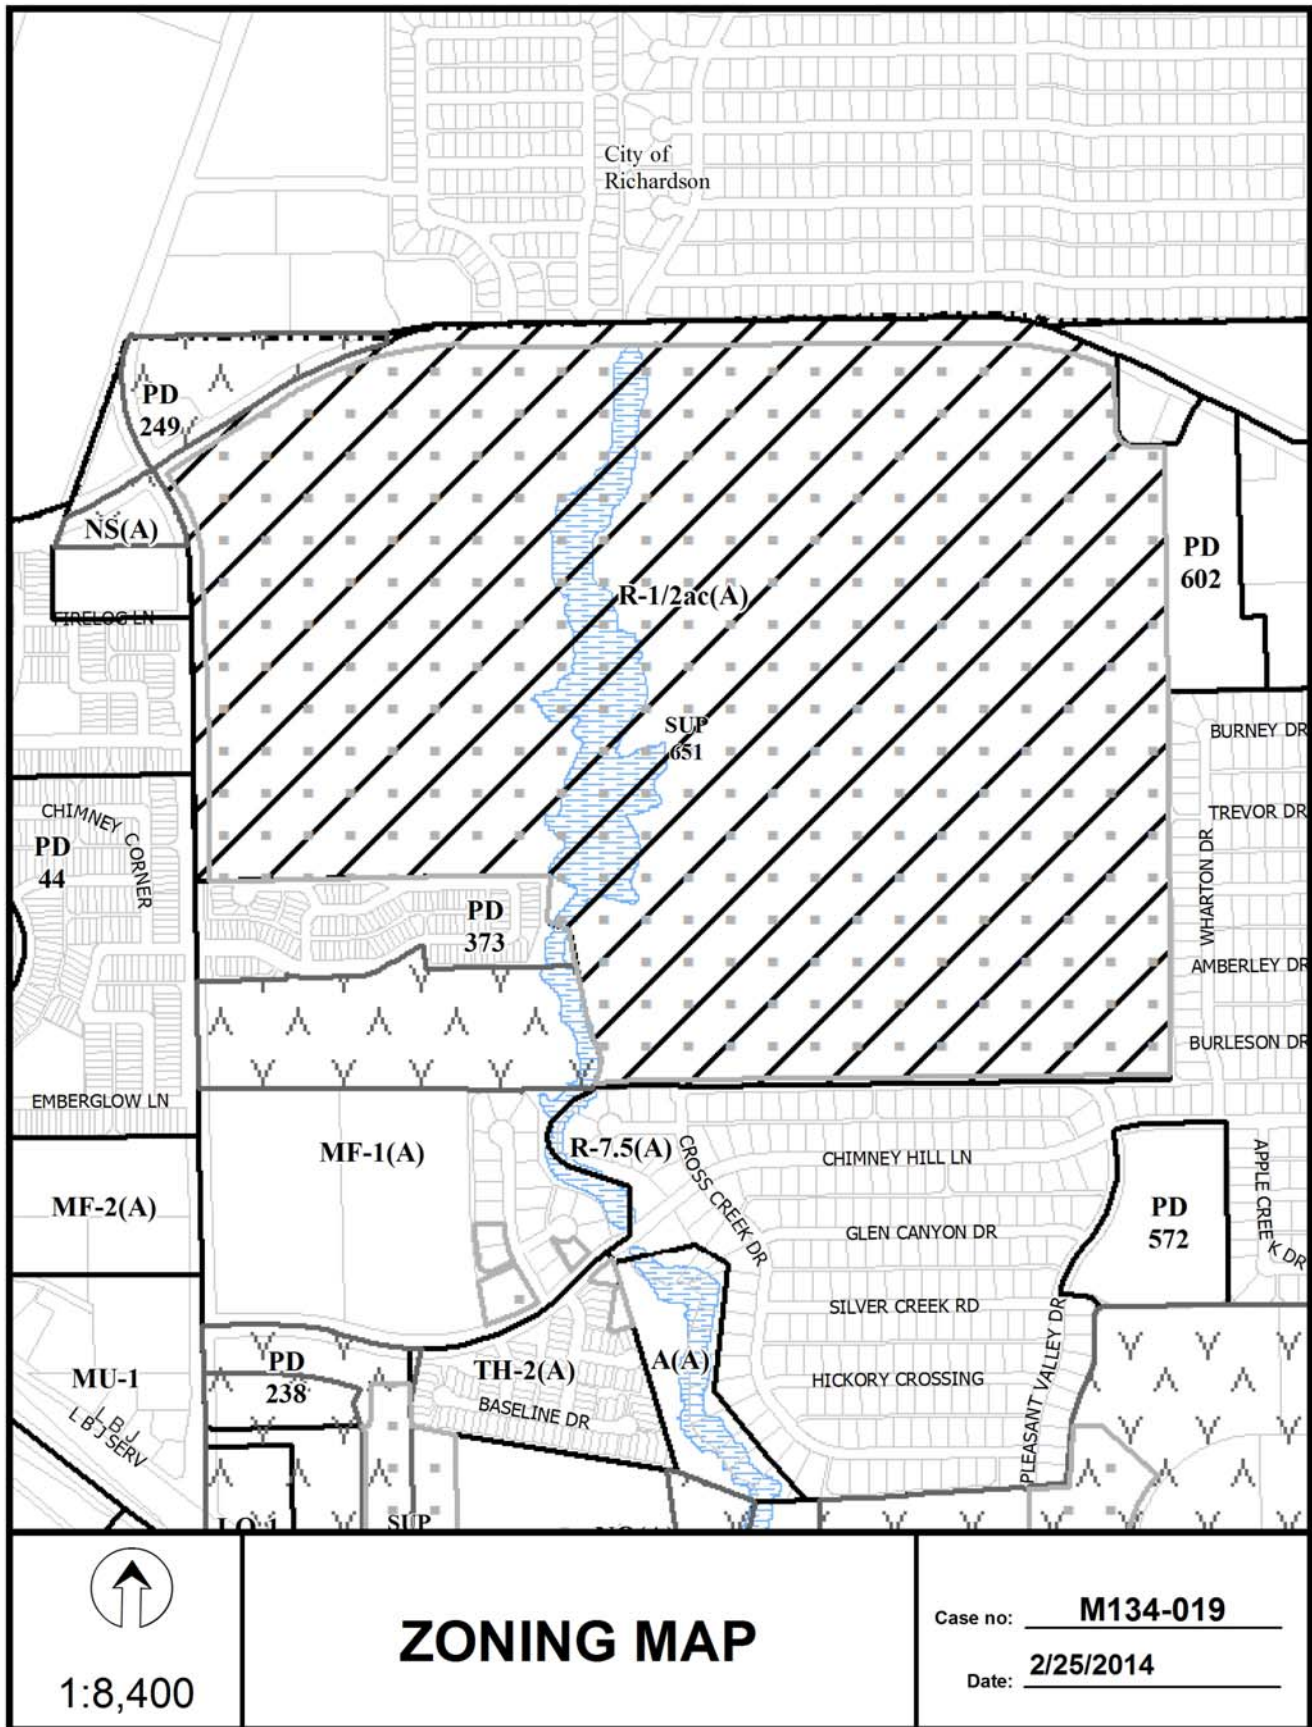 City of
Richardson
PD
249
NS(A)
FIRELOG LN
R-1/2ac(A)
PD
602
SUP
651
BURNEY DR
TREVOR DR
CHIMNEY CORNER
PD
44
WHARTON DR
PD
373
AMBERLEY DR
BURLESON DR
EMBERGLOW LN
MF-1(A)
R-7.5(A)
CROSS CREEK DR
CHIMNEY HILL LN
APPLE CREEK DR
MF-2(A)
PD
572
GLEN CANYON DR
SILVER CREEK RD
PLEASANT VALLEY DR
MU-1
PD
238
TH-2(A)
A(A)
HICKORY CROSSING
BASELINE DR
L B J
L B J SERV
LO-1
SUP
1:8,400
ZONING MAP
Case no: M134-019
Date: 2/25/2014